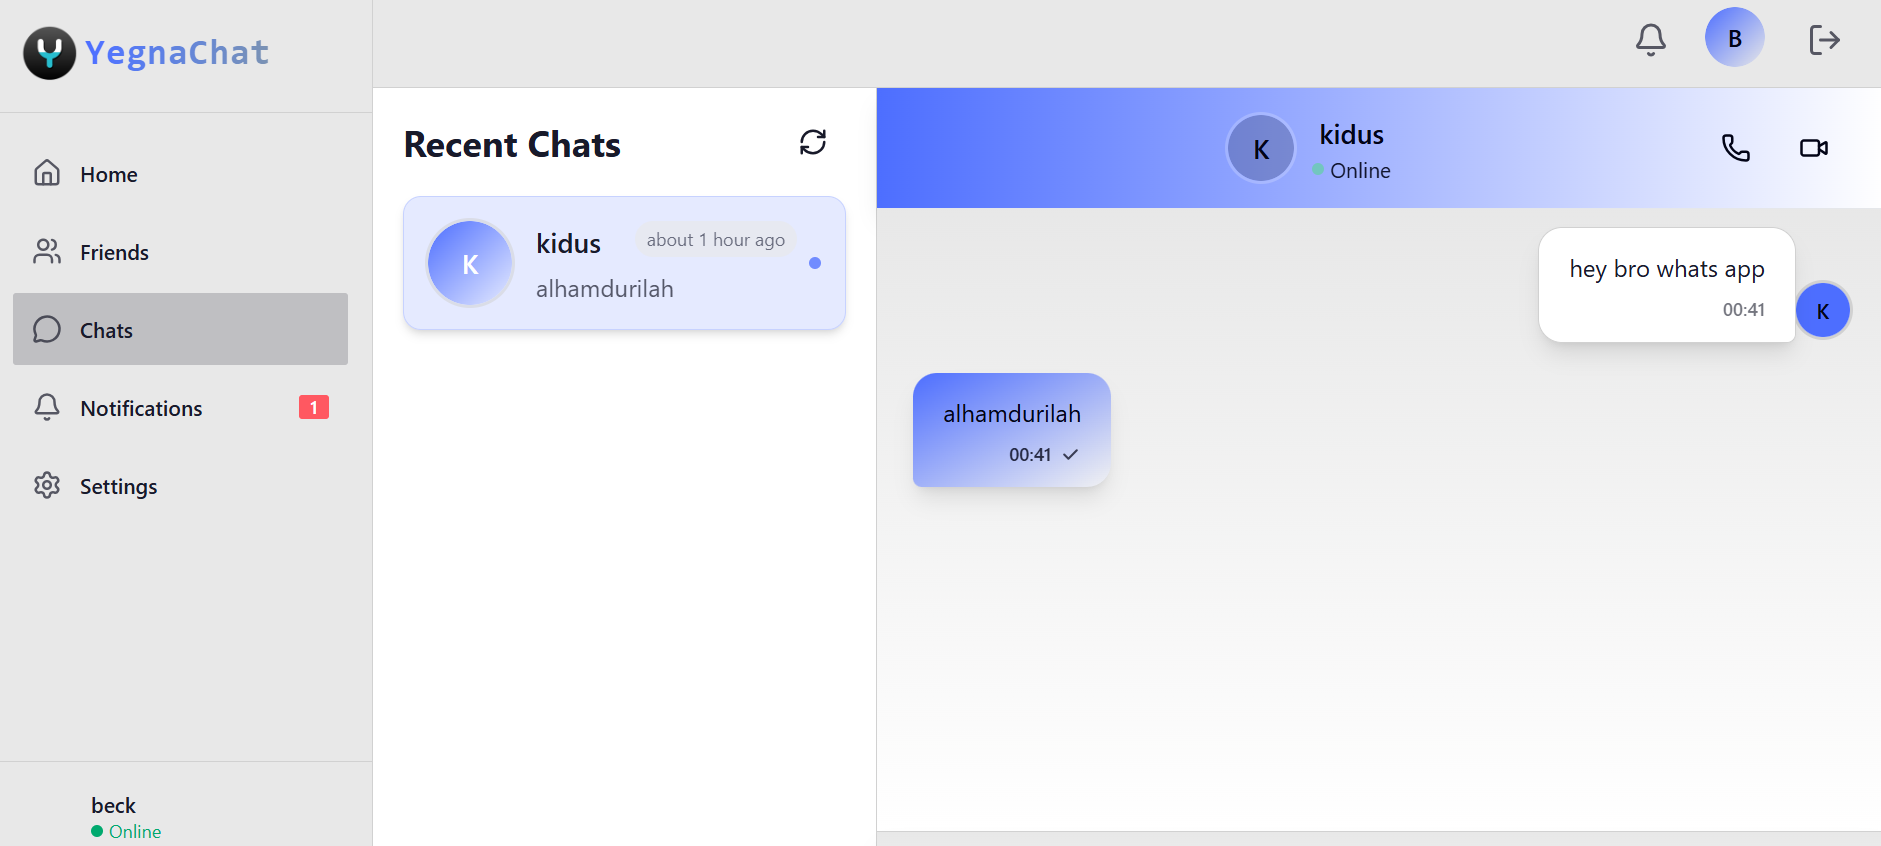 YegnaChat
B
Home
Friends
Chats
Notifications 1
Settings
beck
Online
Recent Chats
K
kidus about 1 hour ago
alhamdurilah
K
kidus
Online
hey bro whats app
00:41
K
alhamdurilah
00:41